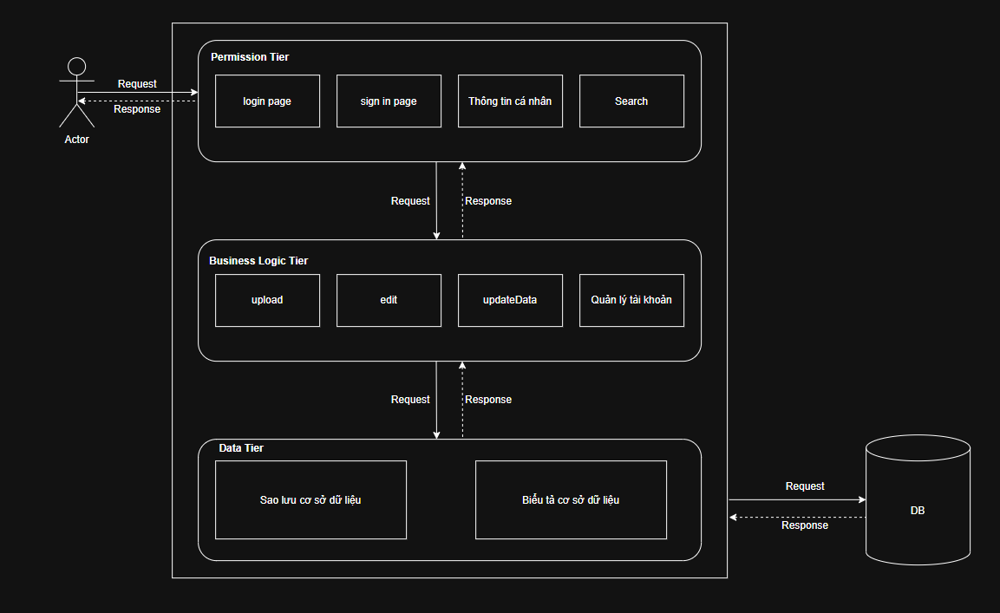 Permission Tier
login page
sign in page
Thông tin cá nhân
Search
Request
Response
Actor
Request
Response
Business Logic Tier
upload
edit
updateData
Quản lý tài khoản
Request
Response
Data Tier
Sao lưu cơ sở dữ liệu
Biểu tả cơ sở dữ liệu
Request
Response
DB